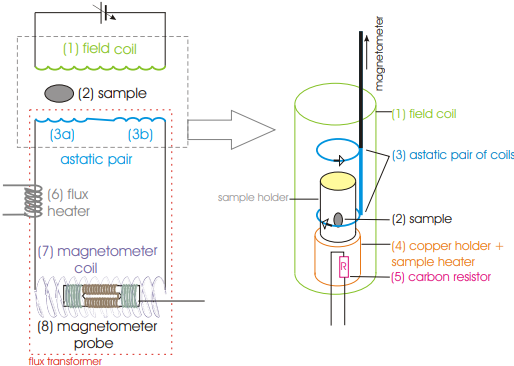 (1) field coil
(2) sample
(3a)
(3b)
astatic pair
(6) flux
heater
(7) magnetometer
coil
(8) magnetometer
probe
flux transformer
magnetometer
(1) field coil
(3) astatic pair of coils
sample holder
(2) sample
(4) copper holder +
sample heater
(5) carbon resistor
R